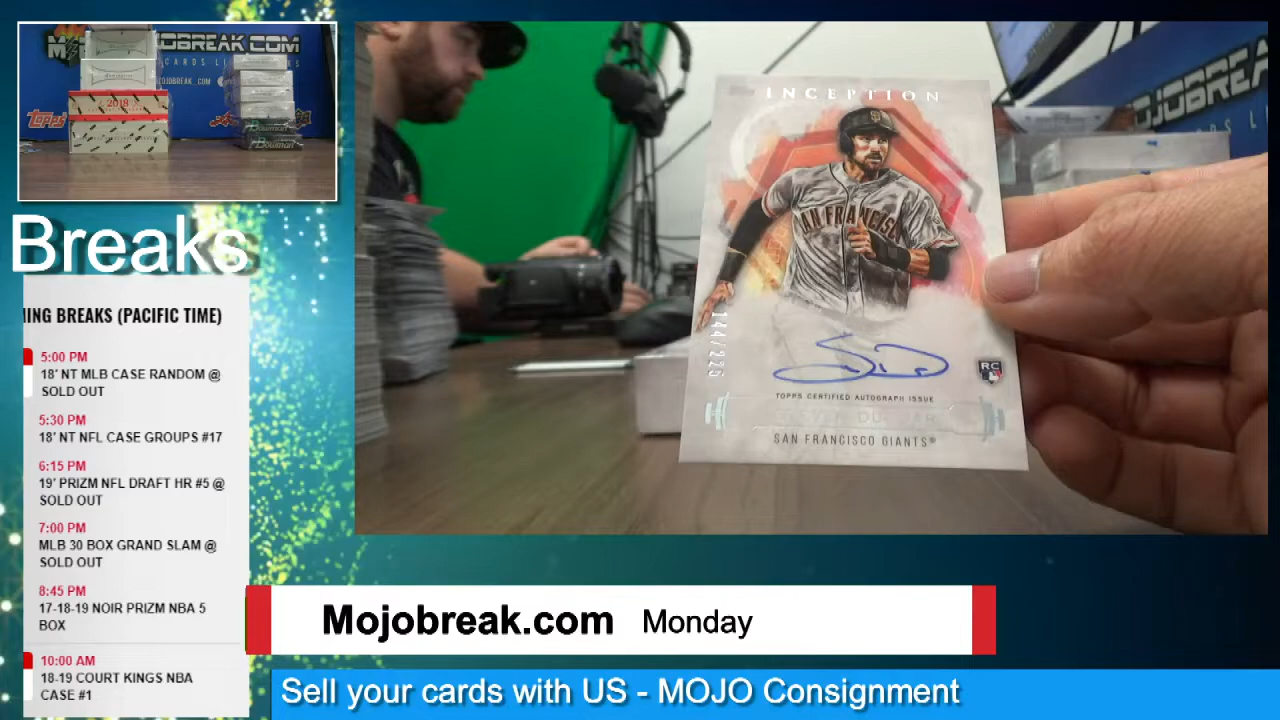 MOJOBREAK.COM
2018
topps
Bowman
Breaks
ING BREAKS (PACIFIC TIME)
5:00 PM
18' NT MLB CASE RANDOM @
SOLD OUT
5:30 PM
18' NT NFL CASE GROUPS #17
6:15 PM
19' PRIZM NFL DRAFT HR #5 @
SOLD OUT
7:00 PM
MLB 30 BOX GRAND SLAM @
SOLD OUT
8:45 PM
17-18-19 NOIR PRIZM NBA 5
BOX
10:00 AM
18-19 COURT KINGS NBA
CASE #1
INCEPTION
SAN FRANCISC
144/225
RC
TOPPS CERTIFIED AUTOGRAPH ISSUE
SAN FRANCISCO GIANTS®
MOJOBREA
Mojobreak.com Monday
Sell your cards with US - MOJO Consignment